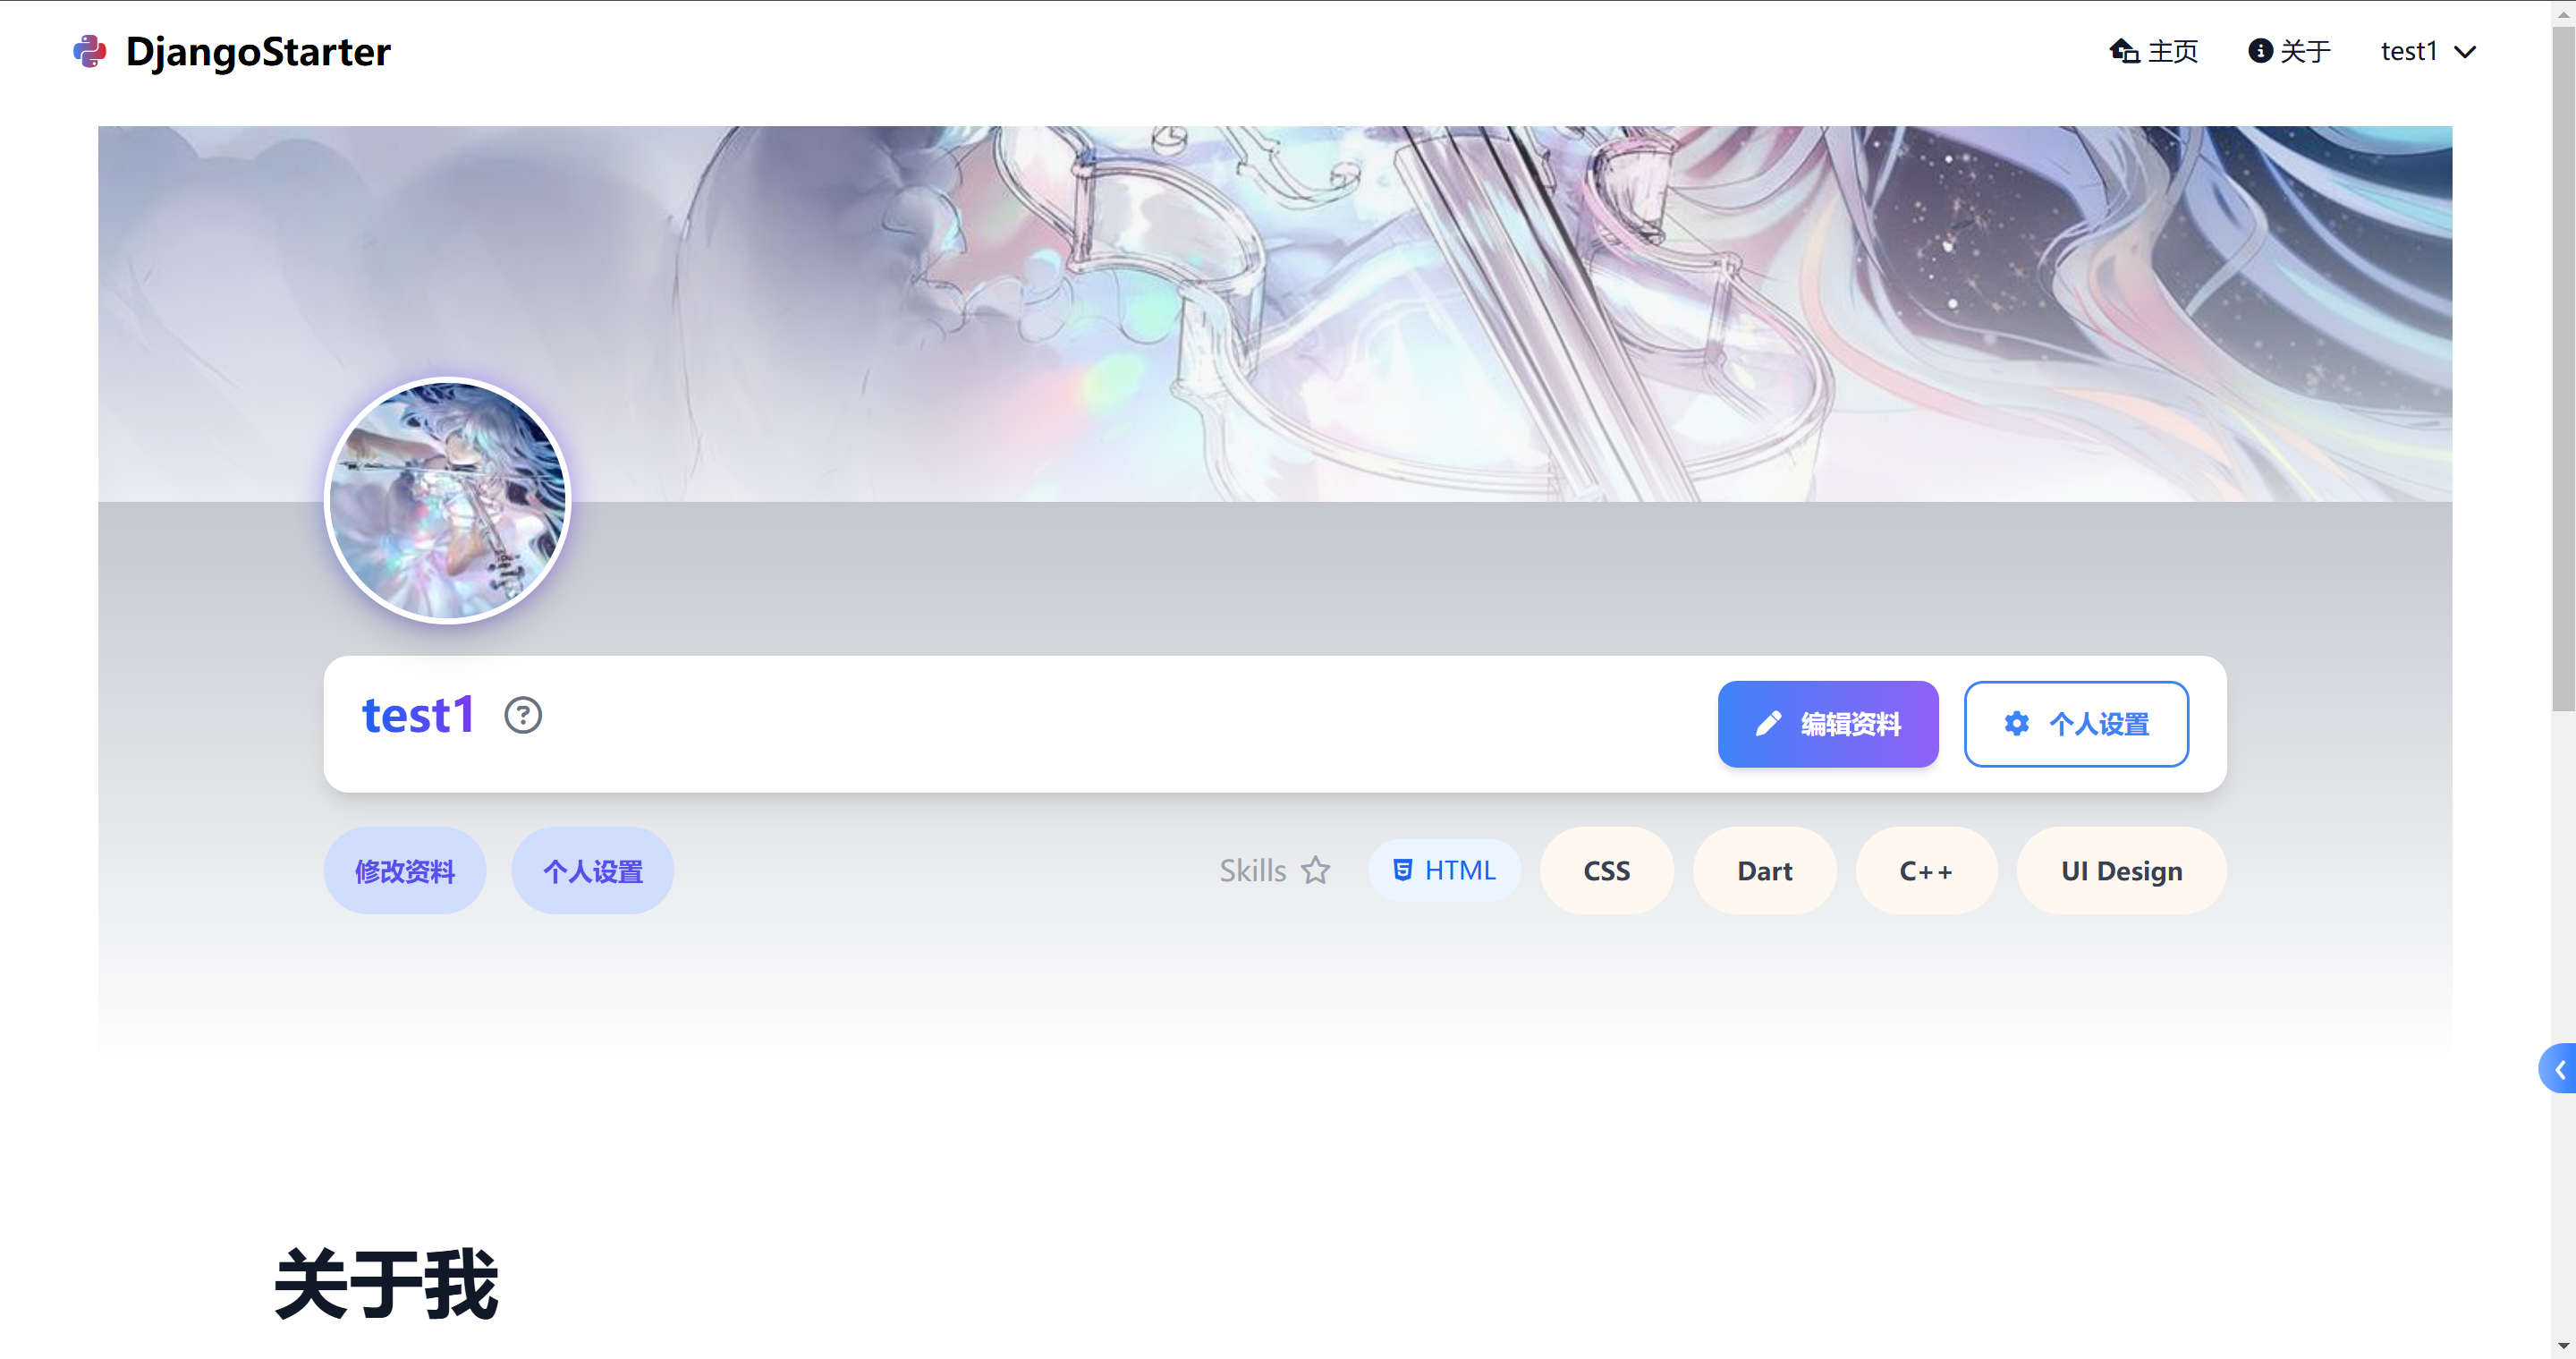 DjangoStarter
主页 关于 test1
test1
编辑资料 个人设置
修改资料 个人设置 Skills HTML CSS Dart C++ UI Design
关于我